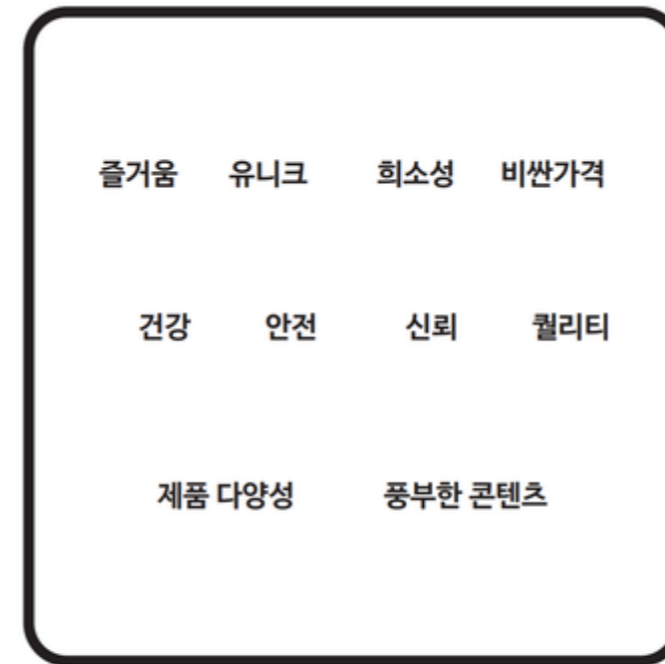 즐거움 유니크 희소성 비싼가격
건강 안전 신뢰 퀄리티
제품 다양성 풍부한 콘텐츠